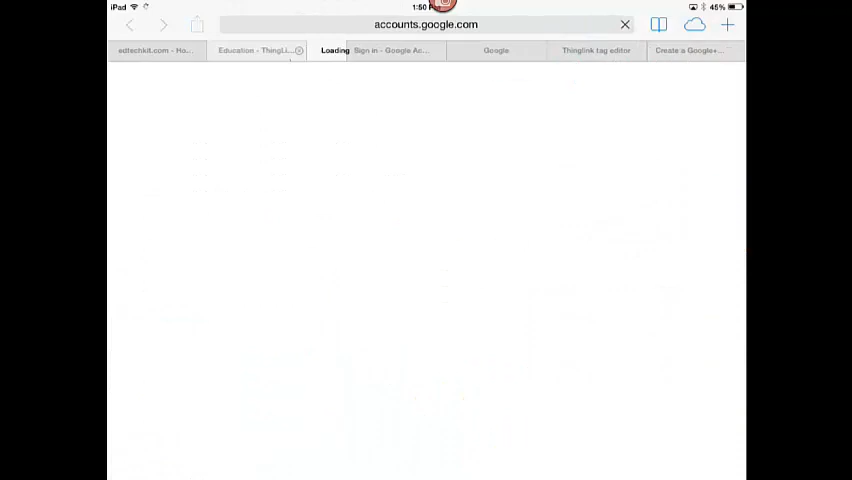 iPad 1:50 P 45%
accounts.google.com
edtechkit.com - Ho... Education - ThingLi... Loading Sign in - Google Ac... Google Thinglink tag editor Create a Google+...